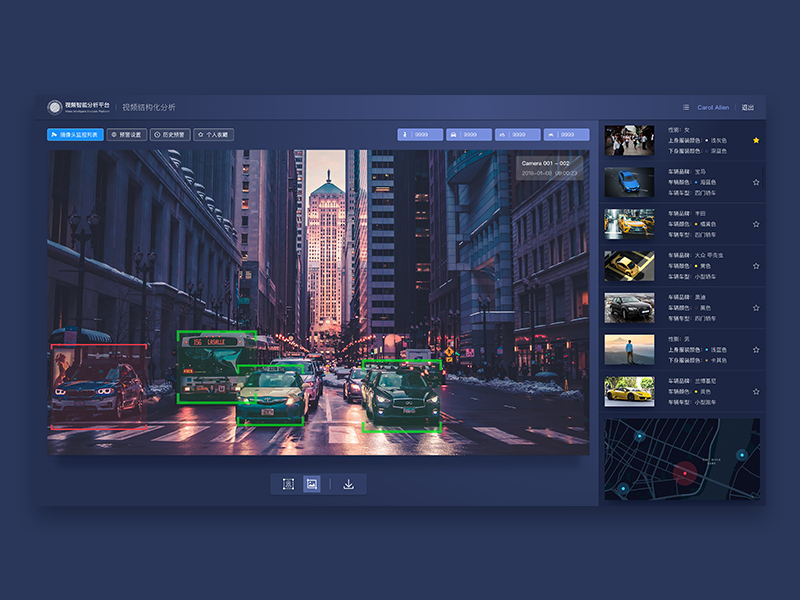 视频智能分析平台
视频结构化分析
Carol Allen
退出
摄像头监控列表
预警设置
历史预警
个人收藏
9999
9999
9999
9999
Camera 001 - 002
2018-01-08 08:00:23
156 LASALLE
性别：女
上身服装颜色： 浅灰色
下身服装颜色： 深蓝色
车辆品牌：宝马
车辆颜色： 海蓝色
车辆车型：四门轿车
车辆品牌：丰田
车辆颜色： 橘黄色
车辆车型：四门轿车
车辆品牌：大众 甲壳虫
车辆颜色： 黄色
车辆车型：小型轿车
车辆品牌：奥迪
车辆颜色： 黑色
车辆车型：四门轿车
性别：男
上身服装颜色： 浅蓝色
下身服装颜色： 卡其色
车辆品牌：兰博基尼
车辆颜色： 黄色
车辆车型：小型跑车